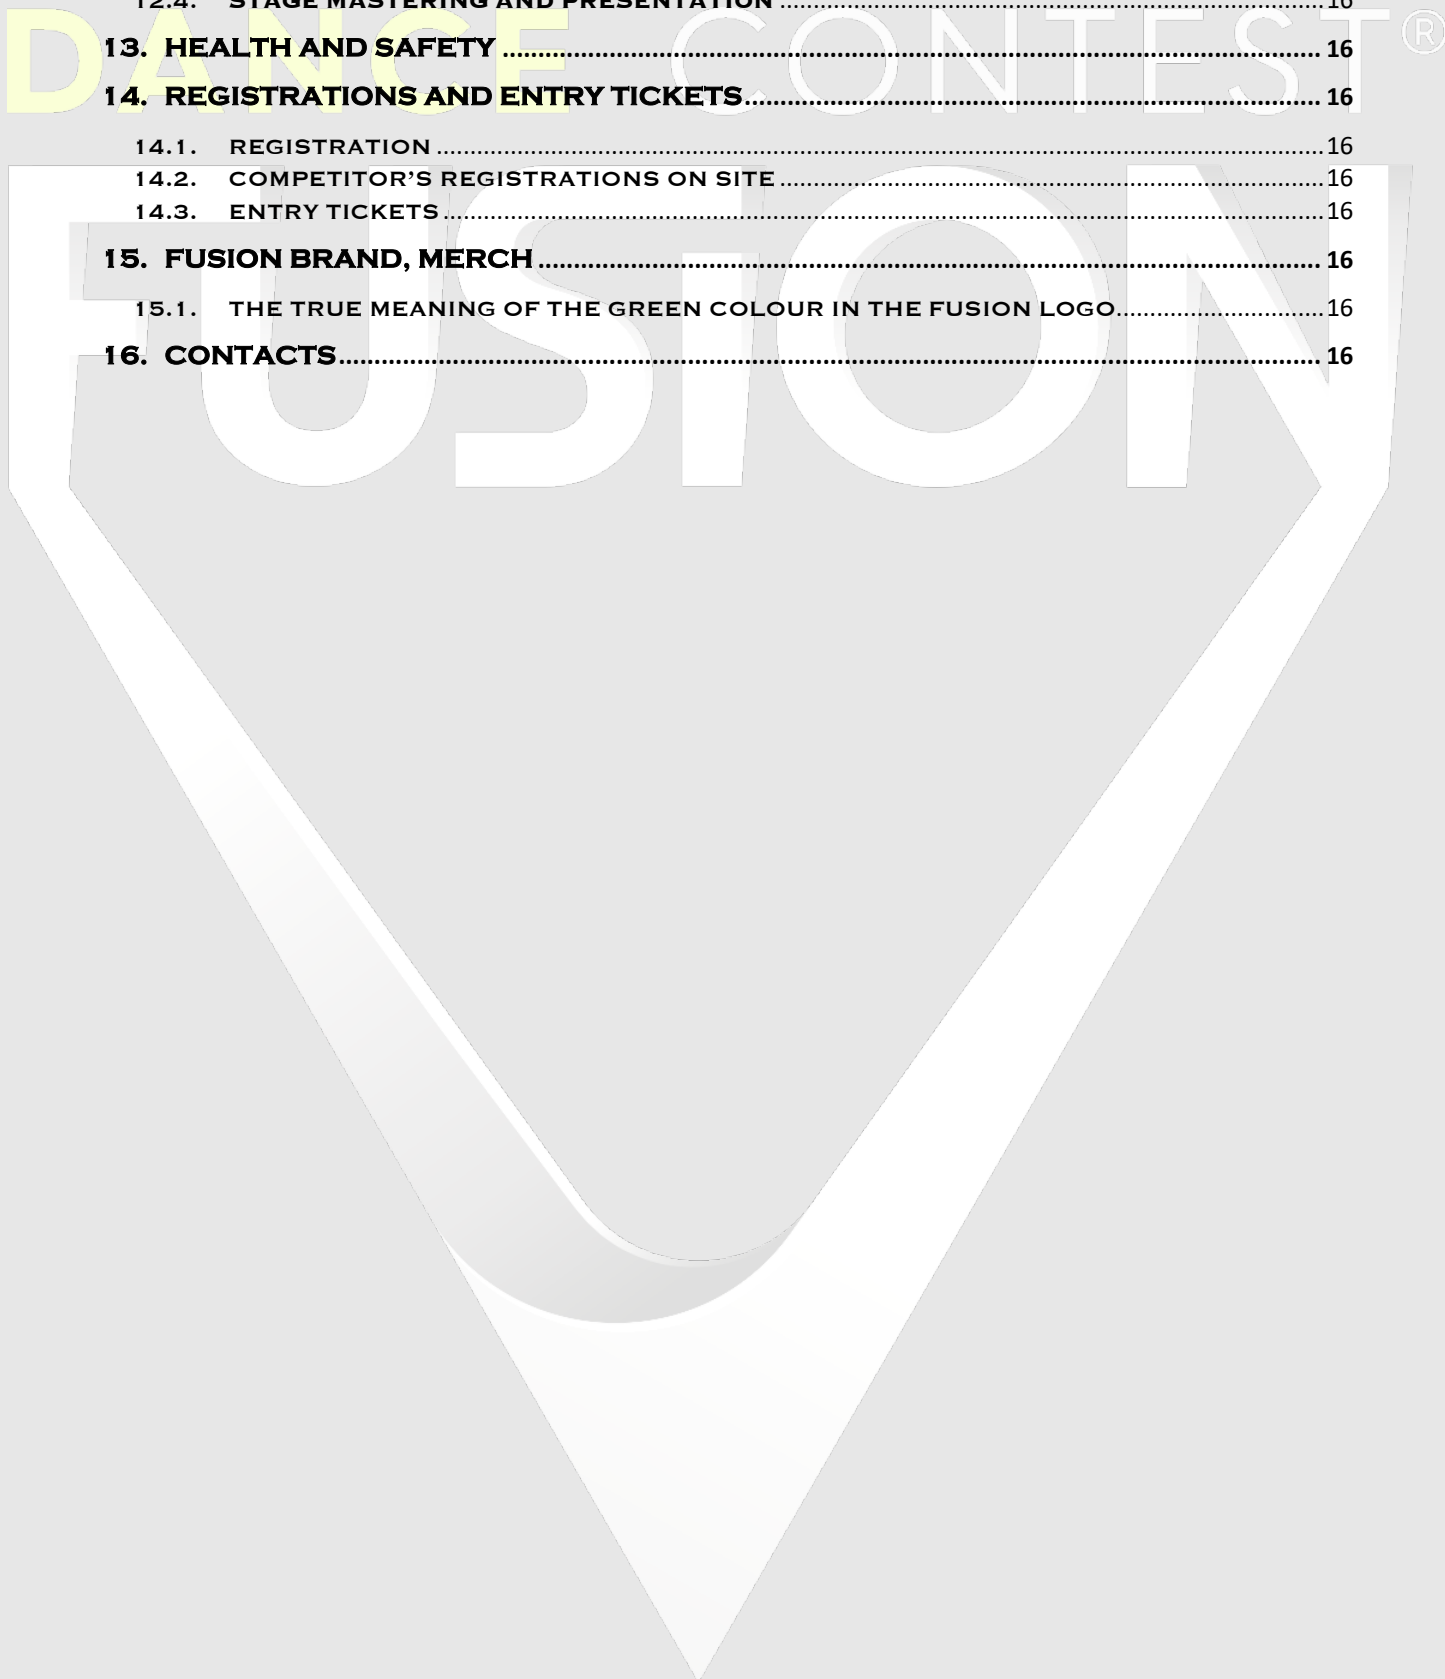 12.4. STAGE MASTERING AND PRESENTATION ........ 16
DANCE CONTEST®
13. HEALTH AND SAFETY ........ 16
14. REGISTRATIONS AND ENTRY TICKETS ........ 16
14.1. REGISTRATION ........ 16
14.2. COMPETITOR’S REGISTRATIONS ON SITE ........ 16
14.3. ENTRY TICKETS ........ 16
FUSION
15. FUSION BRAND, MERCH ........ 16
15.1. THE TRUE MEANING OF THE GREEN COLOUR IN THE FUSION LOGO ........ 16
16. CONTACTS ........ 16